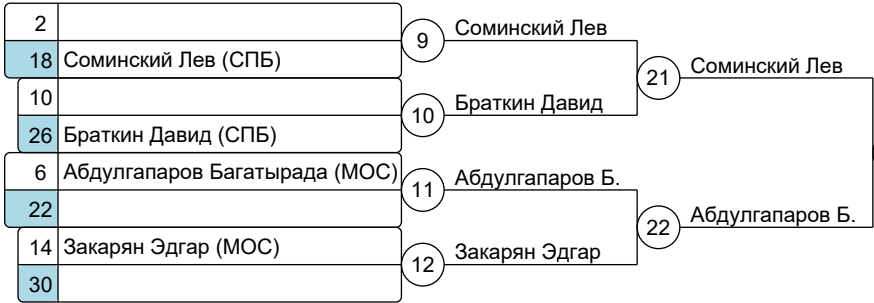 2
9
Соминский Лев
18 Соминский Лев (СПБ)
21
Соминский Лев
10
10
Браткин Давид
26 Браткин Давид (СПБ)
6 Абдулгапаров Багатырада (МОС)
11
Абдулгапаров Б.
22
22
Абдулгапаров Б.
14 Закарян Эдгар (МОС)
12
Закарян Эдгар
30